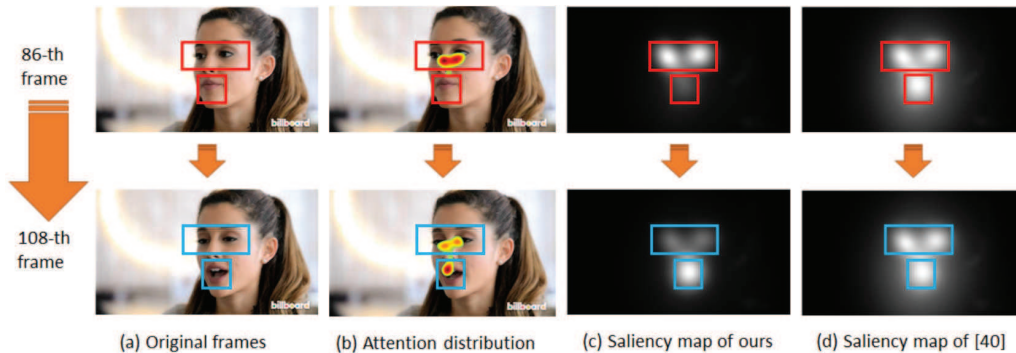 86-th
frame
billboard
billboard
108-th
frame
billboard
billboard
(a) Original frames
(b) Attention distribution
(c) Saliency map of ours
(d) Saliency map of [40]